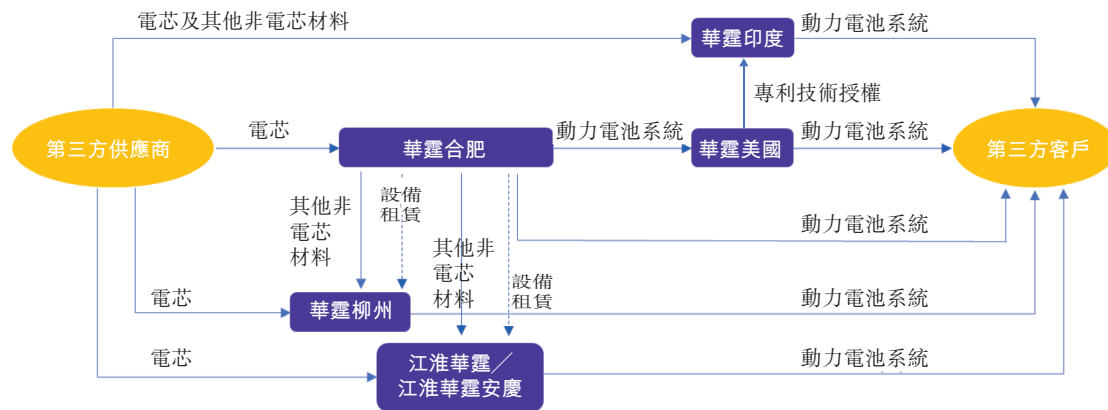 電芯及其他非電芯材料
華霆印度
動力電池系統
專利技術授權
第三方供應商
電芯
華霆合肥
動力電池系統
華霆美國
動力電池系統
第三方客戶
其他非
電芯
材料
設備
租賃
其他非
電芯
材料
設備
租賃
動力電池系統
電芯
華霆柳州
動力電池系統
電芯
江淮華霆／
江淮華霆安慶
動力電池系統